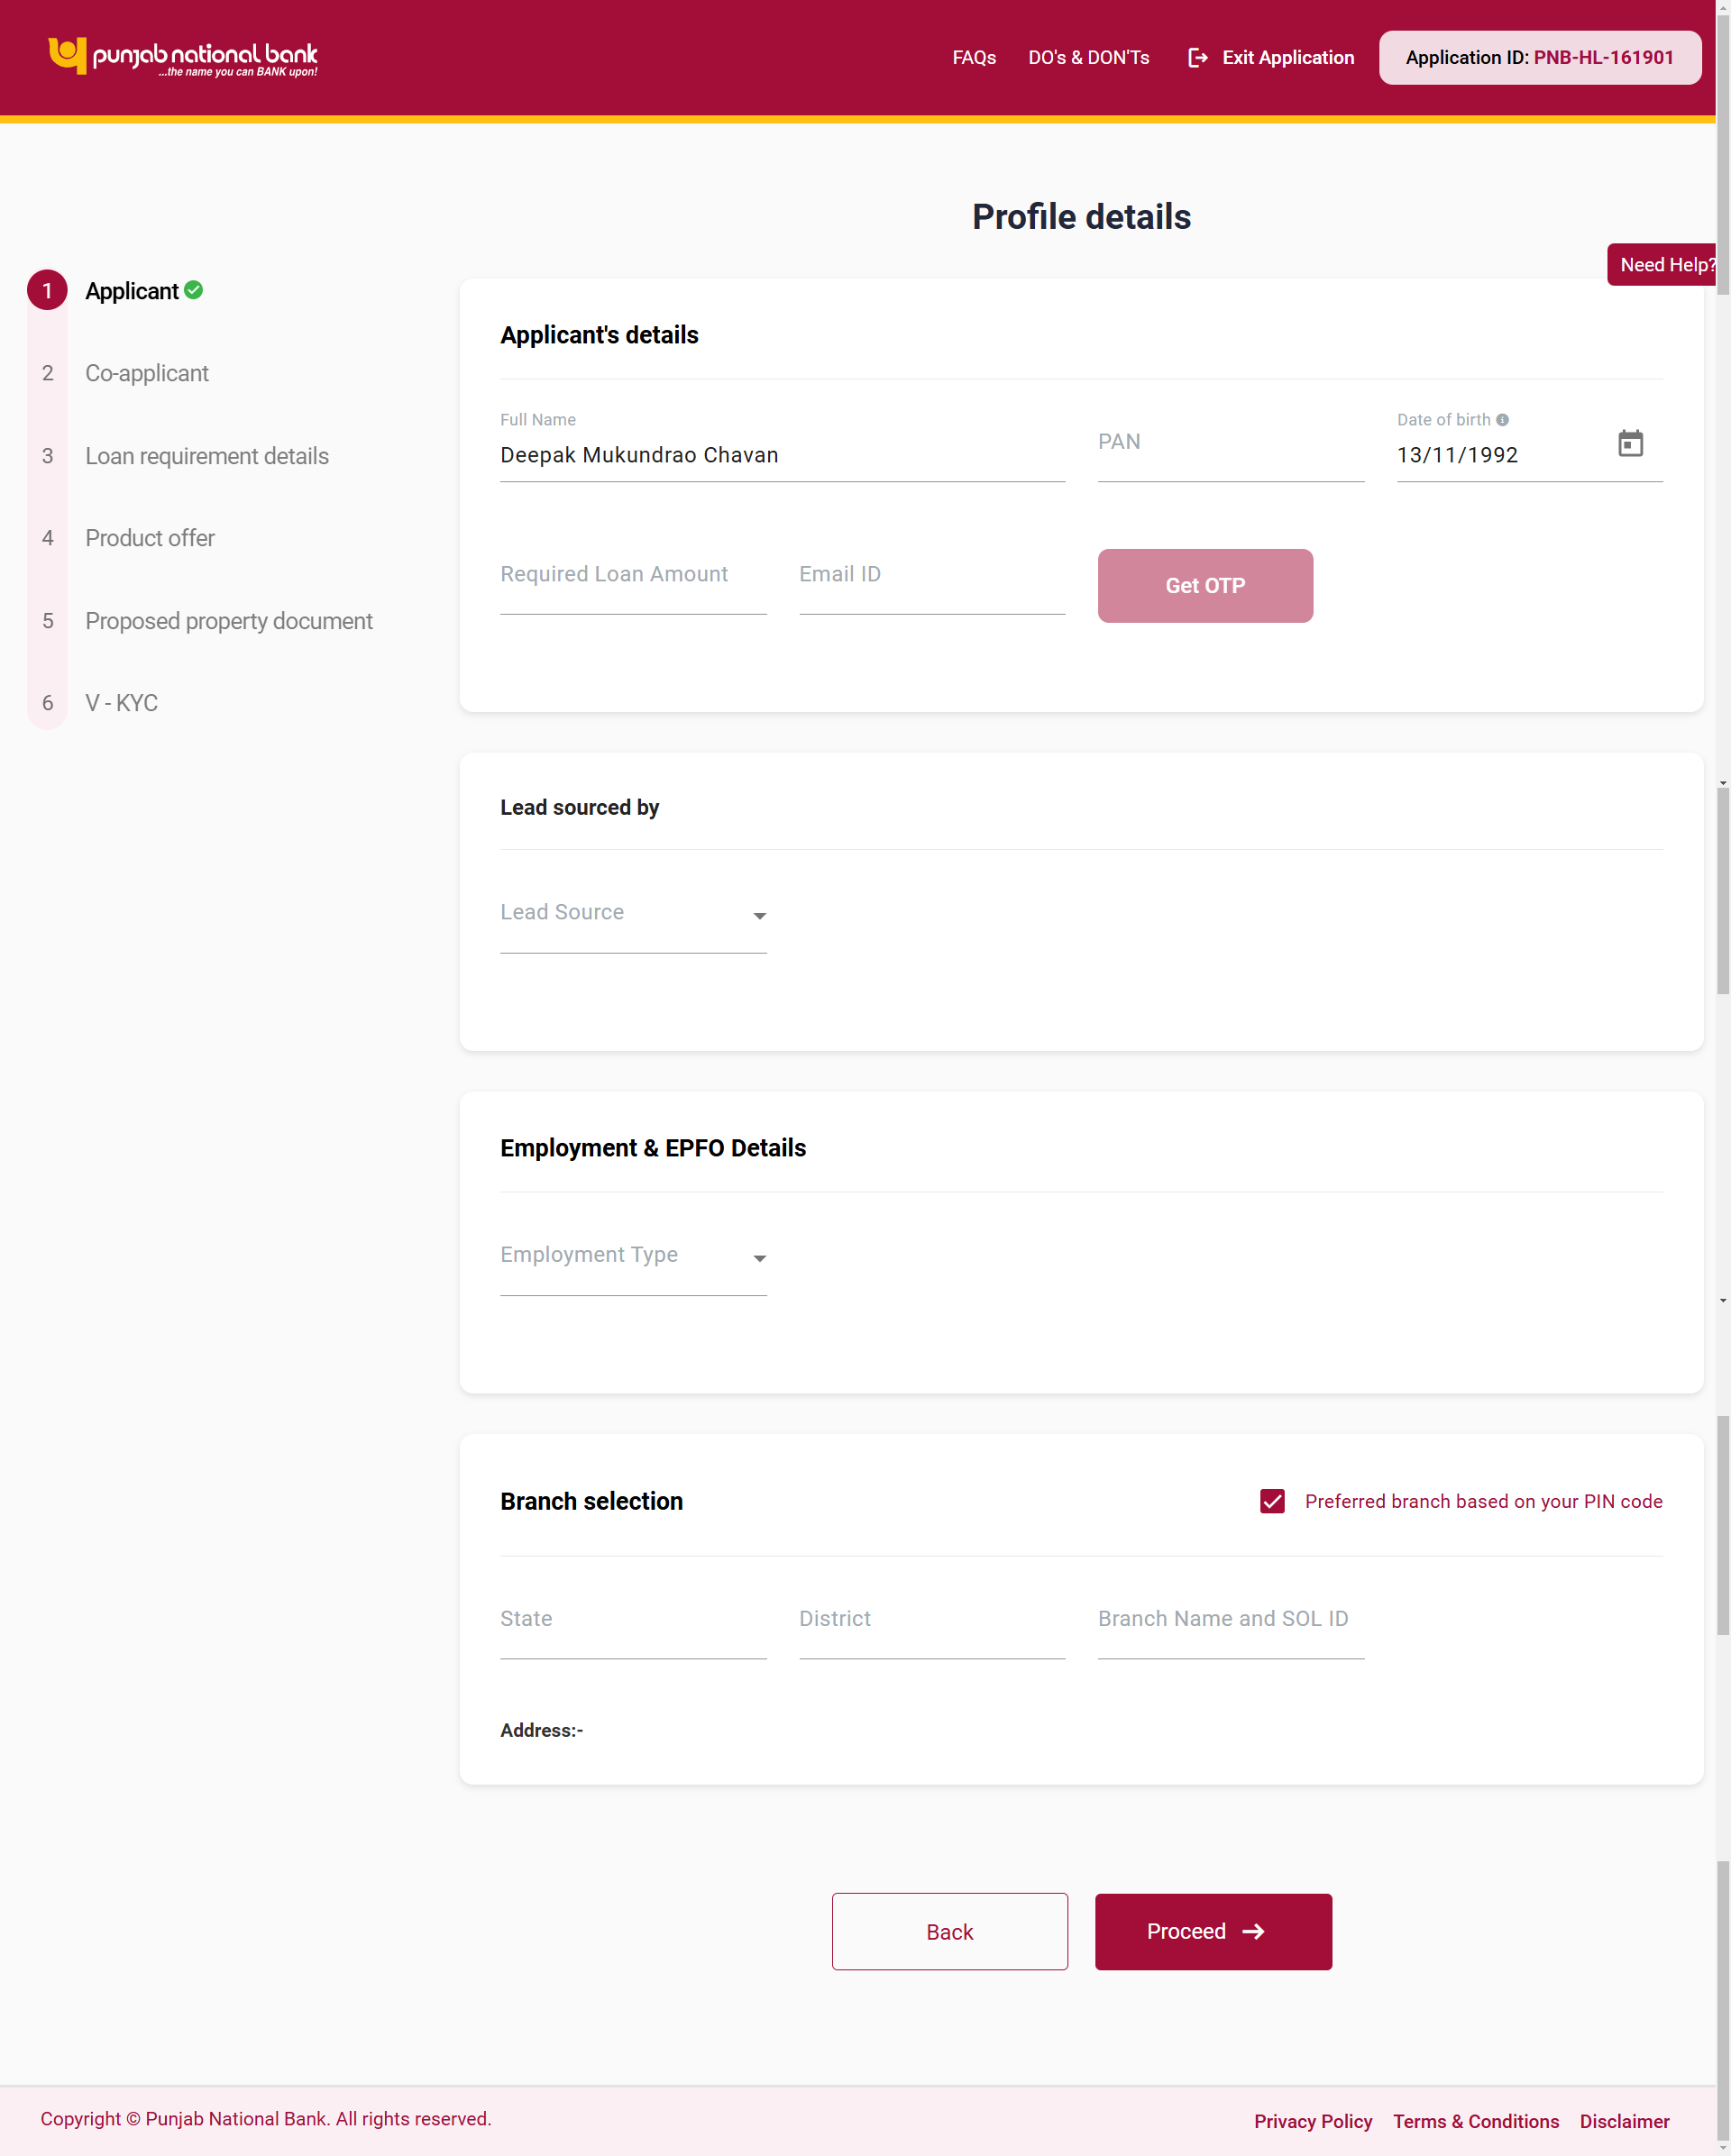 punjab national bank
...the name you can BANK upon!
FAQs
DO's & DON'Ts
Exit Application
Application ID: PNB-HL-161901
Profile details
Need Help?
1 Applicant
2 Co-applicant
3 Loan requirement details
4 Product offer
5 Proposed property document
6 V - KYC
Applicant's details
Full Name
Deepak Mukundrao Chavan
PAN
Date of birth
13/11/1992
Required Loan Amount
Email ID
Get OTP
Lead sourced by
Lead Source
Employment & EPFO Details
Employment Type
Branch selection
Preferred branch based on your PIN code
State
District
Branch Name and SOL ID
Address:-
Back
Proceed
Copyright © Punjab National Bank. All rights reserved.
Privacy Policy
Terms & Conditions
Disclaimer